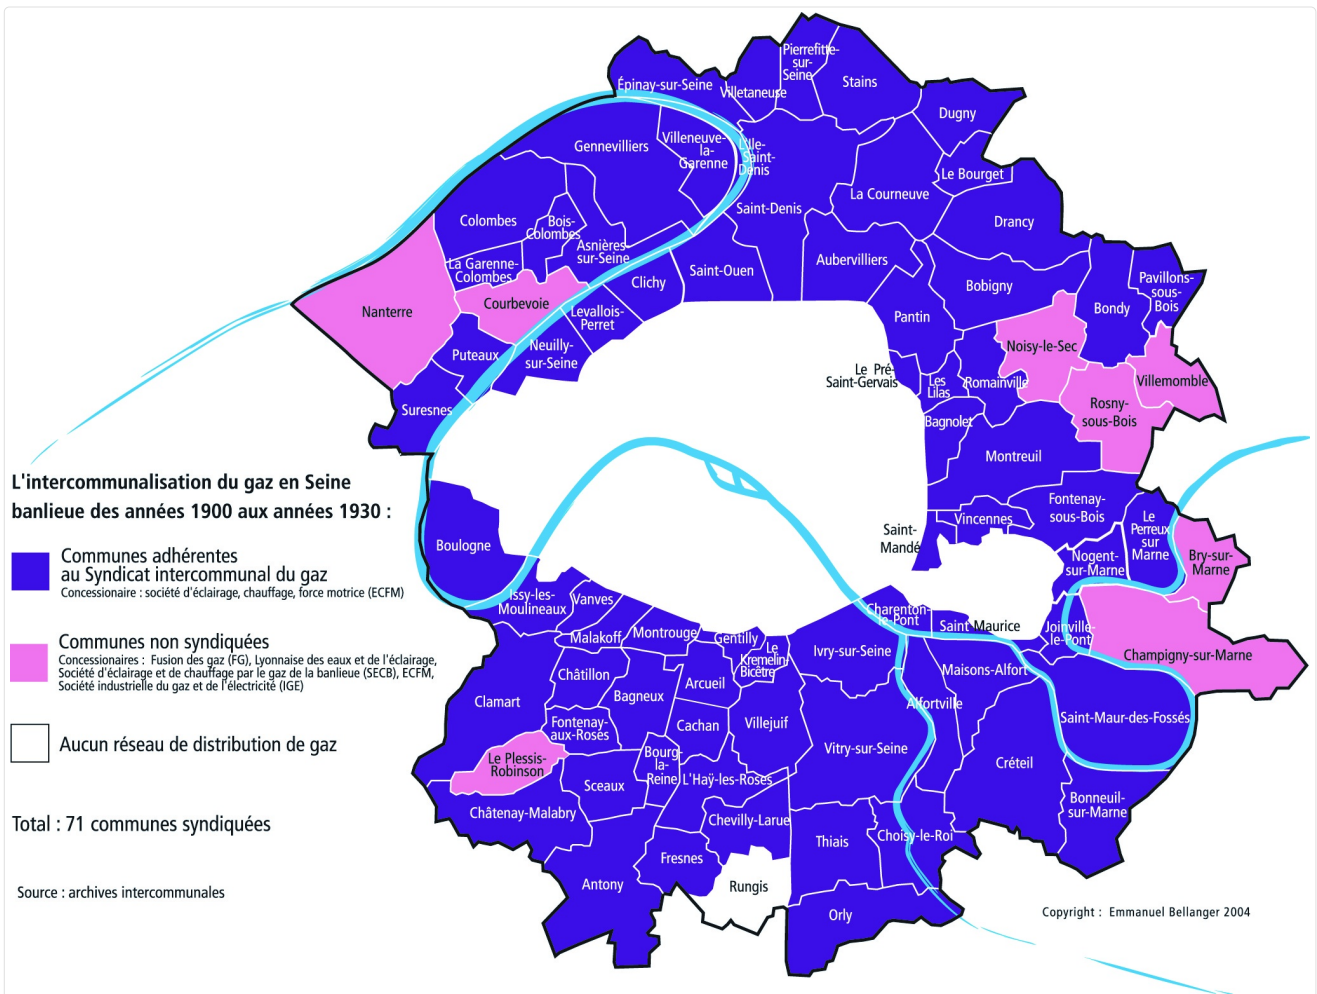 Pierrefitte-
sur-
Seine
Épinay-sur-Seine
Villetaneuse
Stains
Dugny
Gennevilliers
Villeneuve-
la-
Garenne
L'Ile-
Saint-
Denis
Le Bourget
La Courneuve
Saint-Denis
Colombes
Bois-
Colombes
Drancy
Asnières-
sur-Seine
La Garenne-
Colombes
Saint-Ouen
Aubervilliers
Clichy
Bobigny
Pavillons-
sous-
Bois
Nanterre
Courbevoie
Levallois-
Perret
Pantin
Bondy
Puteaux
Neuilly-
sur-Seine
Noisy-le-Sec
Le Pré-
Saint-Gervais
Les
Lilas
Romainville
Villemomble
Suresnes
Rosny-
sous-Bois
Bagnolet
Montreuil
L'intercommunalisation du gaz en Seine
banlieue des années 1900 aux années 1930 :
Fontenay-
sous-Bois
Vincennes
Le
Perreux
sur
Marne
Saint-
Mandé
Boulogne
Nogent-
sur-Marne
Bry-sur-
Marne
Communes adhérentes
au Syndicat intercommunal du gaz
Concessionaire : société d'éclairage, chauffage, force motrice (ECFM)
Issy-les-
Moulineaux
Vanves
Charenton-
le-Pont
Saint Maurice
Joinville-
le-Pont
Malakoff
Montrouge
Gentilly
Le
Kremelin-
Bicêtre
Ivry-sur-Seine
Maisons-Alfort
Champigny-sur-Marne
Communes non syndiquées
Concessionaires : Fusion des gaz (FG), Lyonnaise des eaux et de l'éclairage,
Société d'éclairage et de chauffage par le gaz de la banlieue (SECB), ECFM,
Société industrielle du gaz et de l'électricité (IGE)
Châtillon
Bagneux
Arcueil
Clamart
Alfortville
Fontenay-
aux-Roses
Cachan
Villejuif
Saint-Maur-des-Fossés
Aucun réseau de distribution de gaz
Vitry-sur-Seine
Le Plessis-
Robinson
Bourg-
la-
Reine
L'Haÿ-les-Roses
Créteil
Sceaux
Bonneuil-
sur-Marne
Châtenay-Malabry
Chevilly-Larue
Total : 71 communes syndiquées
Thiais
Choisy-le-Roi
Fresnes
Antony
Rungis
Source : archives intercommunales
Orly
Copyright : Emmanuel Bellanger 2004